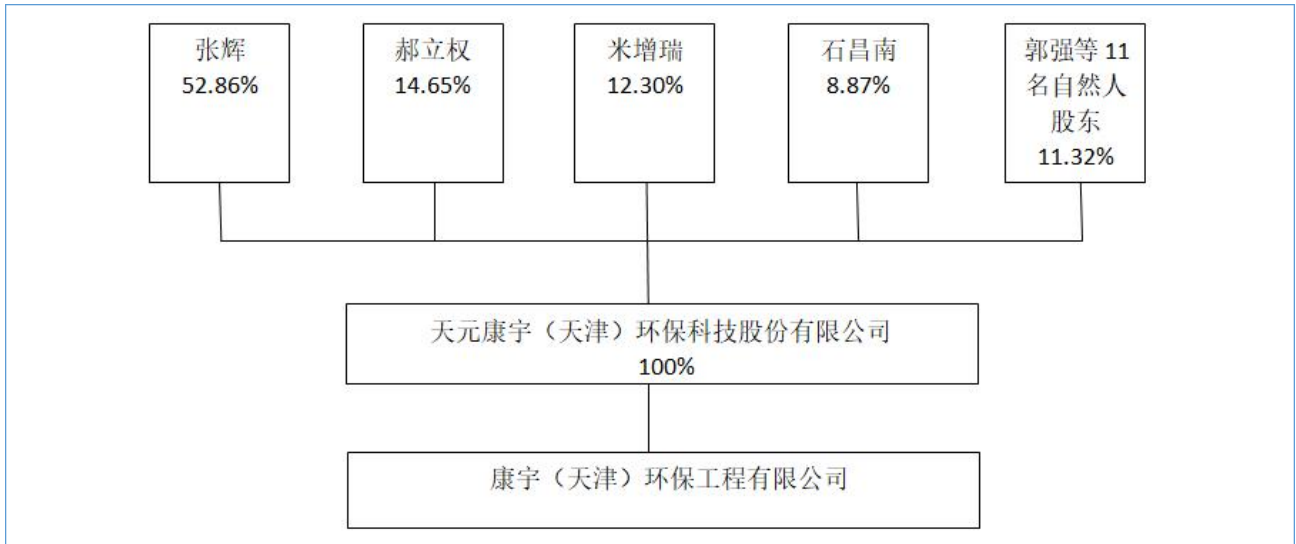 张辉
52.86%
郝立权
14.65%
米增瑞
12.30%
石昌南
8.87%
郭强等 11
名自然人
股东
11.32%
天元康宇（天津）环保科技股份有限公司
100%
康宇（天津）环保工程有限公司